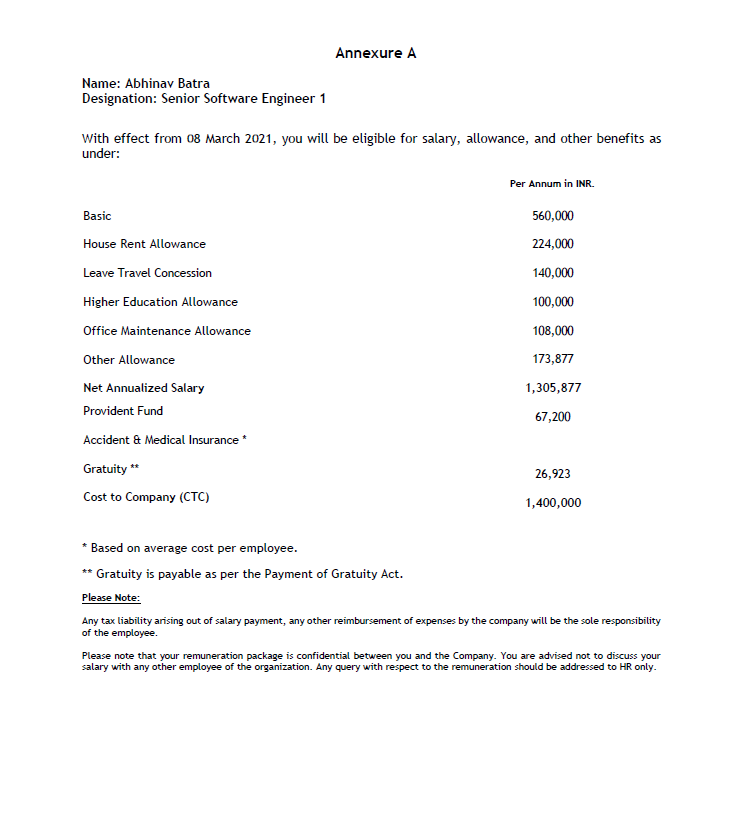 Annexure A
Name: Abhinav Batra
Designation: Senior Software Engineer 1
With effect from 08 March 2021, you will be eligible for salary, allowance, and other benefits as
under:
Per Annum in INR.
Basic 560,000
House Rent Allowance 224,000
Leave Travel Concession 140,000
Higher Education Allowance 100,000
Office Maintenance Allowance 108,000
Other Allowance 173,877
Net Annualized Salary 1,305,877
Provident Fund 67,200
Accident & Medical Insurance *
Gratuity ** 26,923
Cost to Company (CTC) 1,400,000
* Based on average cost per employee.
** Gratuity is payable as per the Payment of Gratuity Act.
Please Note:
Any tax liability arising out of salary payment, any other reimbursement of expenses by the company will be the sole responsibility
of the employee.
Please note that your remuneration package is confidential between you and the Company. You are advised not to discuss your
salary with any other employee of the organization. Any query with respect to the remuneration should be addressed to HR only.